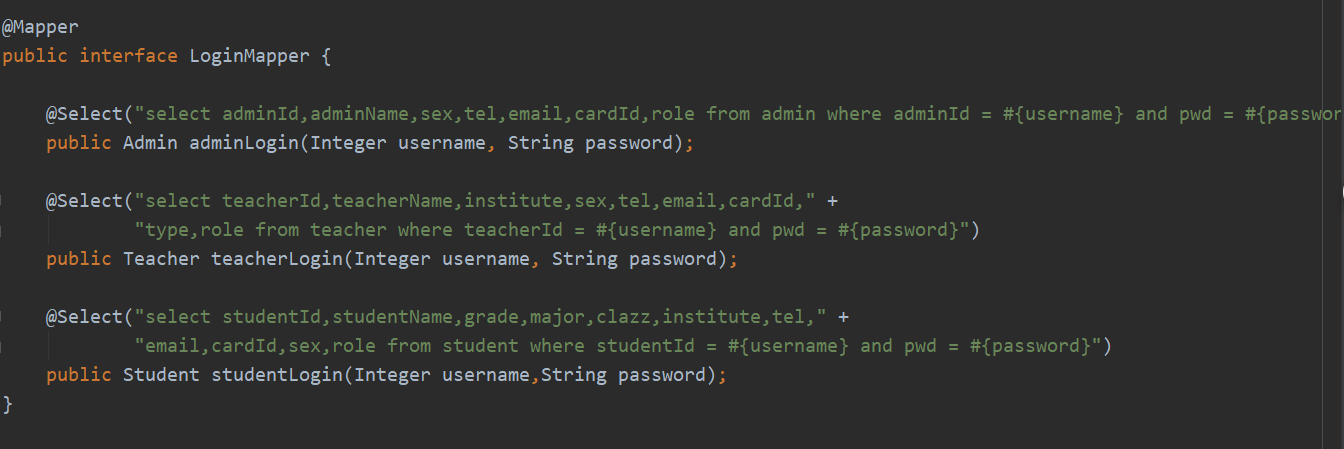 @Mapper
public interface LoginMapper {
@Select("select adminId,adminName,sex,tel,email,cardId,role from admin where adminId = #{username} and pwd = #{passwor
public Admin adminLogin(Integer username, String password);
@Select("select teacherId,teacherName,institute,sex,tel,email,cardId," +
"type,role from teacher where teacherId = #{username} and pwd = #{password}")
public Teacher teacherLogin(Integer username, String password);
@Select("select studentId,studentName,grade,major,clazz,institute,tel," +
"email,cardId,sex,role from student where studentId = #{username} and pwd = #{password}")
public Student studentLogin(Integer username,String password);
}